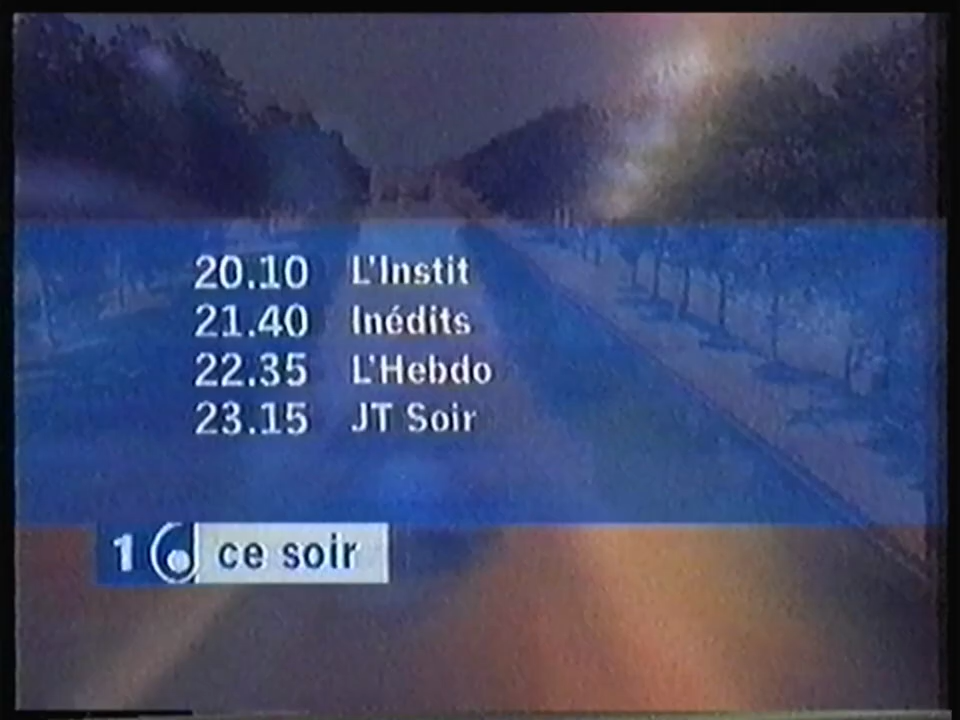 20.10 L'Instit
21.40 Inédits
22.35 L'Hebdo
23.15 JT Soir
1 ce soir